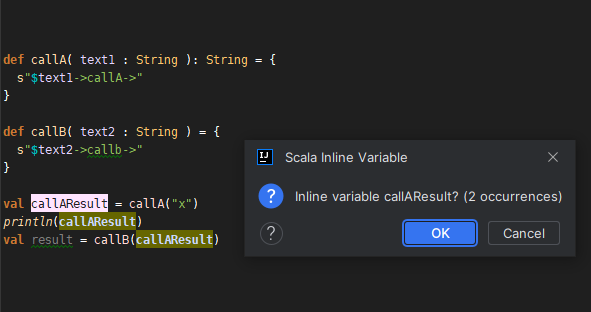 def callA( text1 : String ): String = {
  s"$text1->callA->"
}
def callB( text2 : String ) = {
  s"$text2->callb->"
}
val callAResult = callA("x")
println(callAResult)
val result = callB(callAResult)
IJ
Scala Inline Variable
?
Inline variable callAResult? (2 occurrences)
?
OK
Cancel